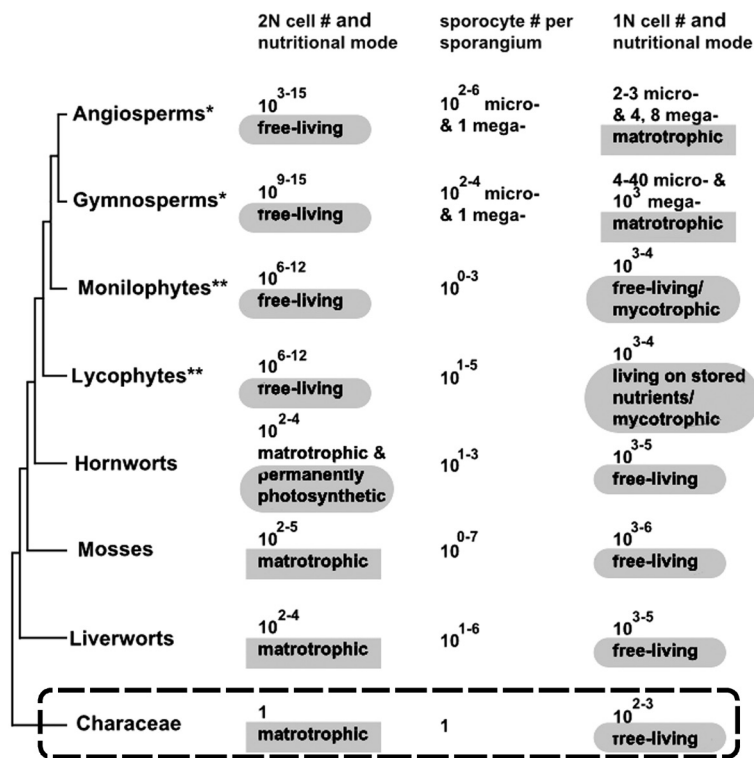 2N cell # and nutritional mode
sporocyte # per sporangium
1N cell # and nutritional mode
Angiosperms*
10^3-15
free-living
10^2-6 micro-
& 1 mega-
2-3 micro-
& 4, 8 mega-
matrotrophic
Gymnosperms*
10^9-15
free-living
10^2-4 micro-
& 1 mega-
4-40 micro- &
10^3 mega-
matrotrophic
Monilophytes**
10^6-12
free-living
10^0-3
10^3-4
free-living/
mycotrophic
Lycophytes**
10^6-12
free-living
10^1-5
10^3-4
living on stored
nutrients/
mycotrophic
Hornworts
10^2-4
matrotrophic &
permanently
photosynthetic
10^1-3
10^3-5
free-living
Mosses
10^2-5
matrotrophic
10^0-7
10^3-6
free-living
Liverworts
10^2-4
matrotrophic
10^1-6
10^3-5
free-living
Characeae
1
matrotrophic
1
10^2-3
free-living